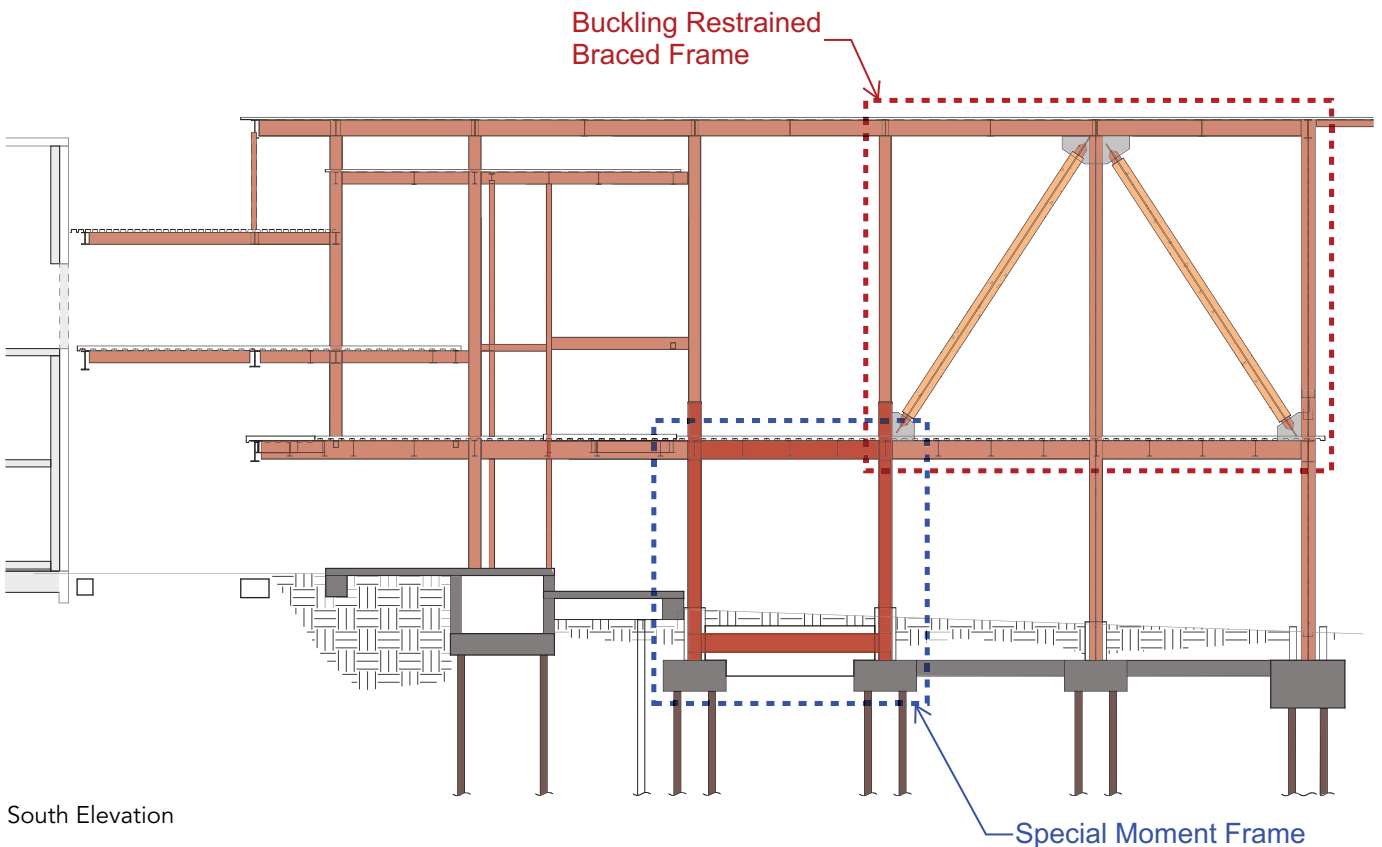 Buckling Restrained
Braced Frame
South Elevation
Special Moment Frame